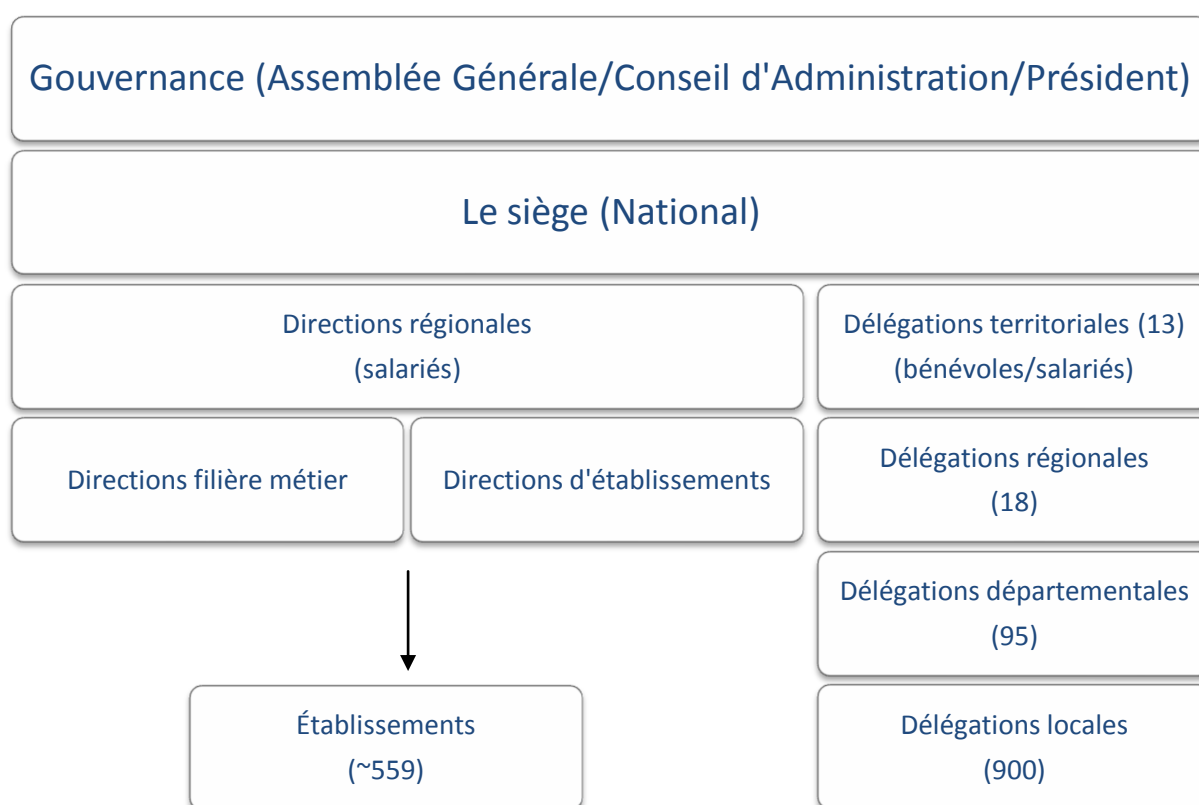 Gouvernance (Assemblée Générale/Conseil d'Administration/Président)
Le siège (National)
Directions régionales
(salariés)
Délégations territoriales (13)
(bénévoles/salariés)
Directions filière métier
Directions d'établissements
Délégations régionales
(18)
Délégations départementales
(95)
Établissements
(~559)
Délégations locales
(900)